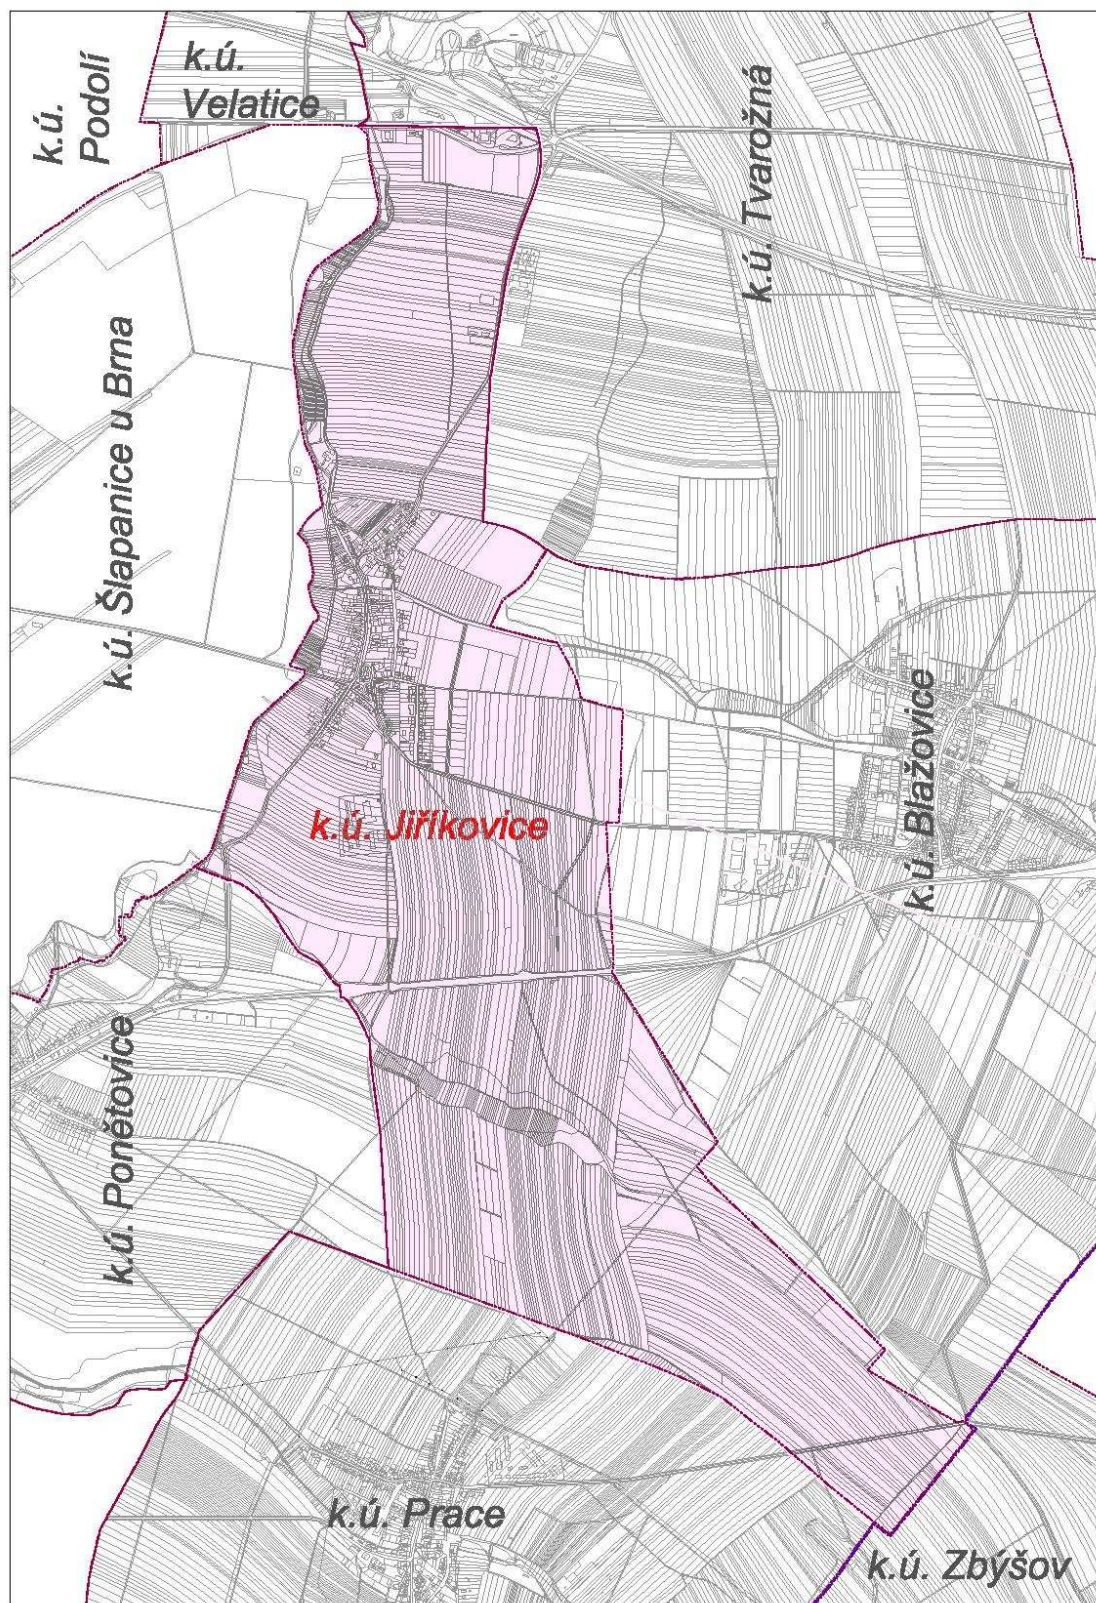 k.ú.
Podolí
k.ú.
Velatice
k.ú. Tvarožná
k.ú. Šlapanice u Brna
k.ú. Jiříkovice
k.ú. Blažovice
k.ú. Ponětovice
k.ú. Prace
k.ú. Zbýšov